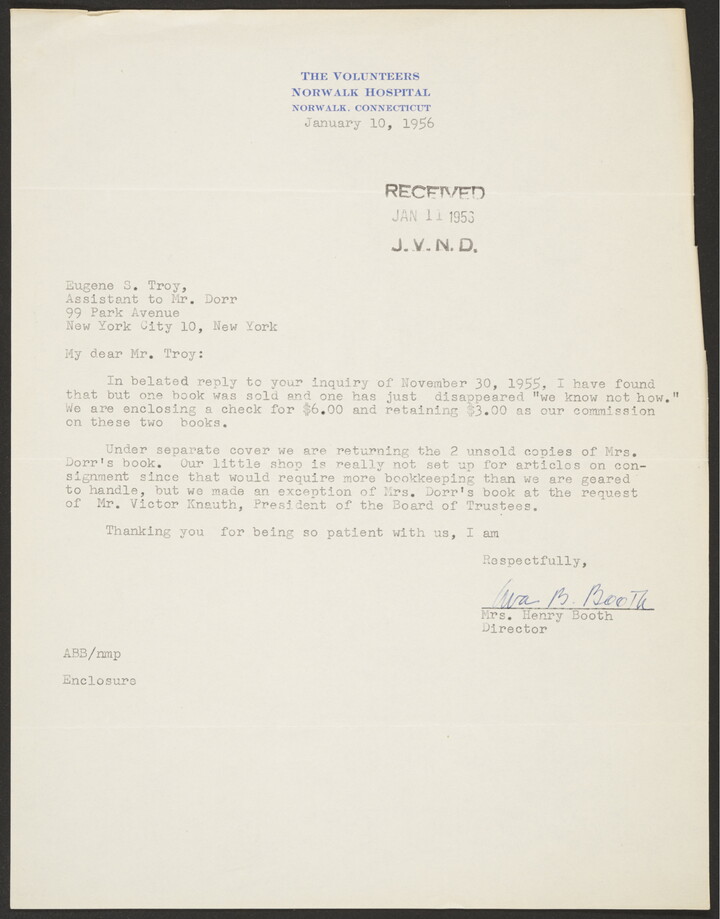 THE VOLUNTEERS
NORWALK HOSPITAL
NORWALK, CONNECTICUT
January 10, 1956
RECEIVED
JAN 11 1956
J.V.N.D.
Eugene S. Troy,
Assistant to Mr. Dorr
99 Park Avenue
New York City 10, New York
My dear Mr. Troy:
In belated reply to your inquiry of November 30, 1955, I have found
that but one book was sold and one has just disappeared "we know not how."
We are enclosing a check for $6.00 and retaining $3.00 as our commission
on these two books.
Under separate cover we are returning the 2 unsold copies of Mrs.
Dorr's book. Our little shop is really not set up for articles on con-
signment since that would require more bookkeeping than we are geared
to handle, but we made an exception of Mrs. Dorr's book at the request
of Mr. Victor Knauth, President of the Board of Trustees.
Thanking you for being so patient with us, I am
Respectfully,
Ava B. Booth
Mrs. Henry Booth
Director
ABB/nmp
Enclosure